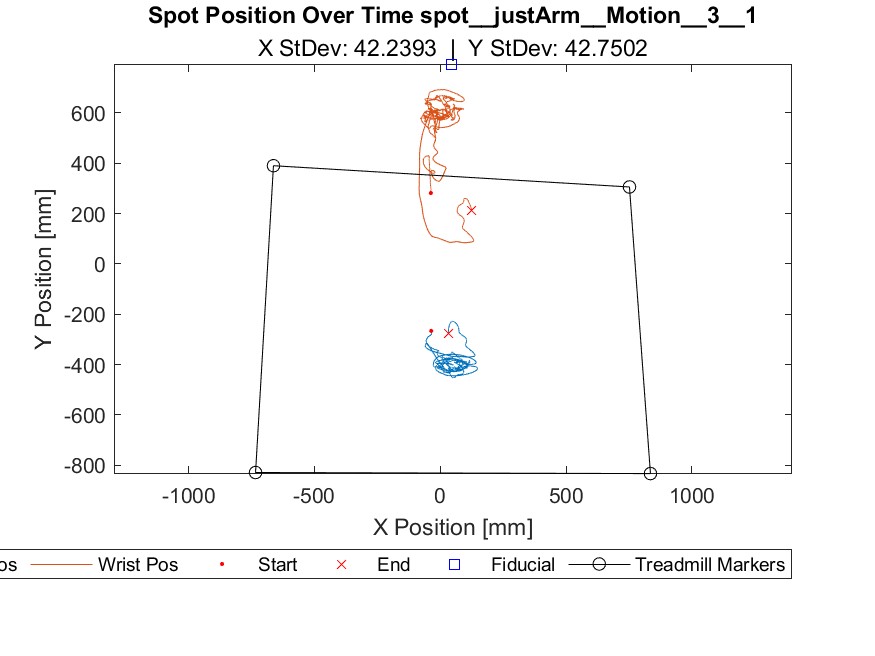 Spot Position Over Time spot__justArm__Motion__3__1
X StDev: 42.2393 | Y StDev: 42.7502
600
400
200
0
-200
-400
-600
-800
Y Position [mm]
-1000
-500
0
500
1000
X Position [mm]
os
Wrist Pos
Start
End
Fiducial
Treadmill Markers